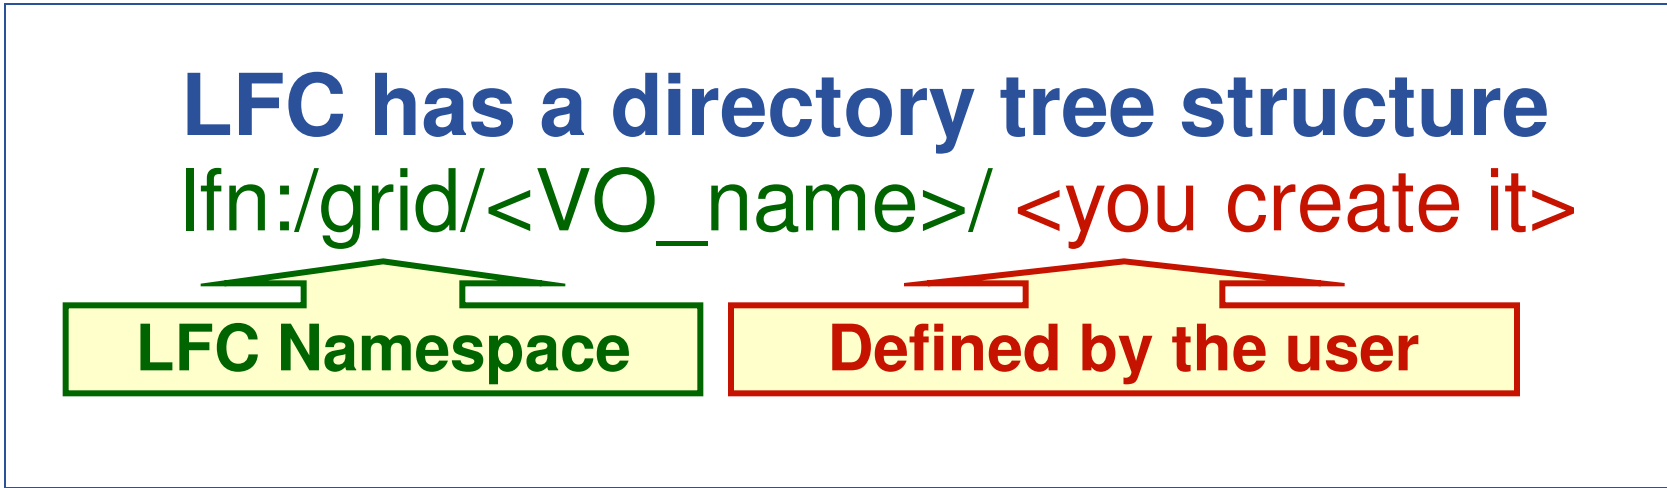 LFC has a directory tree structure
lfn:/grid/<VO_name>/ <you create it>
LFC Namespace
Defined by the user